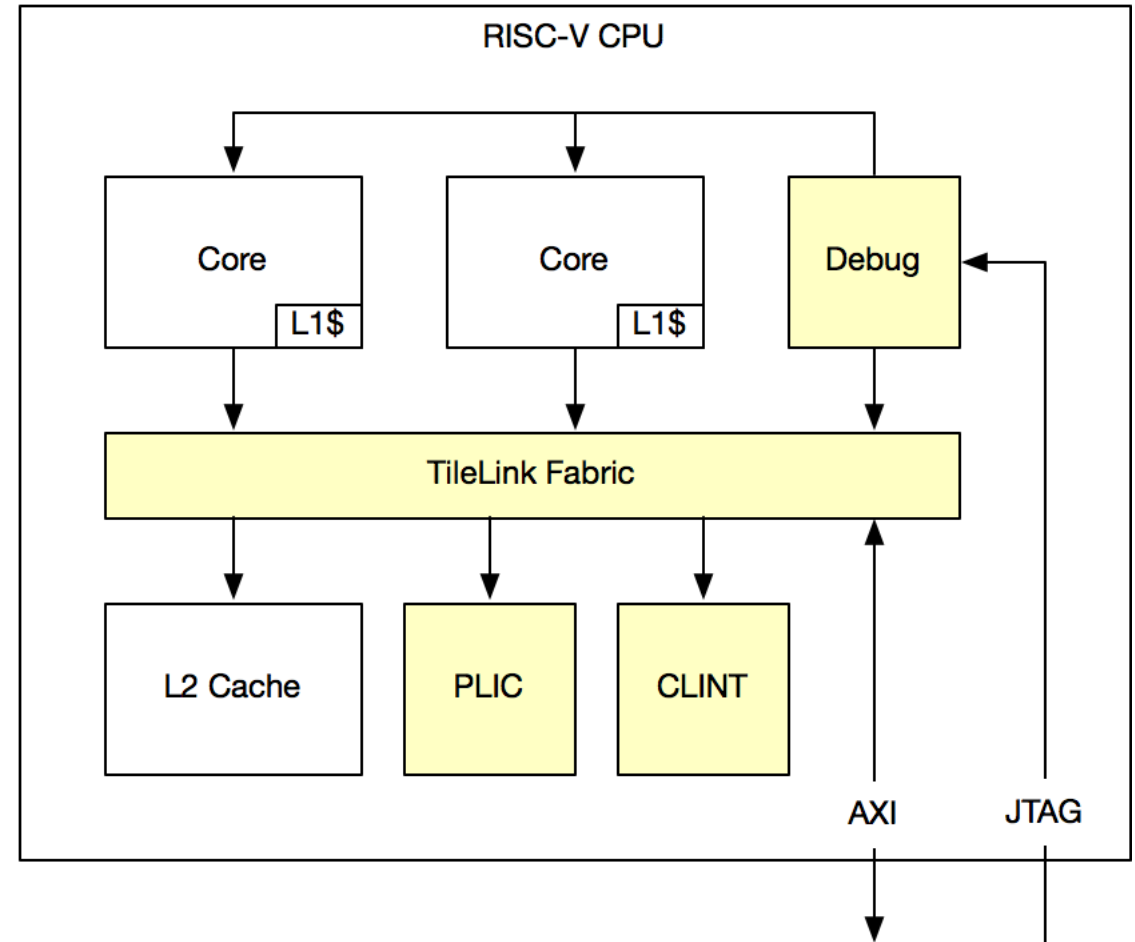 RISC-V CPU
Core
L1$
Core
L1$
Debug
TileLink Fabric
L2 Cache
PLIC
CLINT
AXI
JTAG